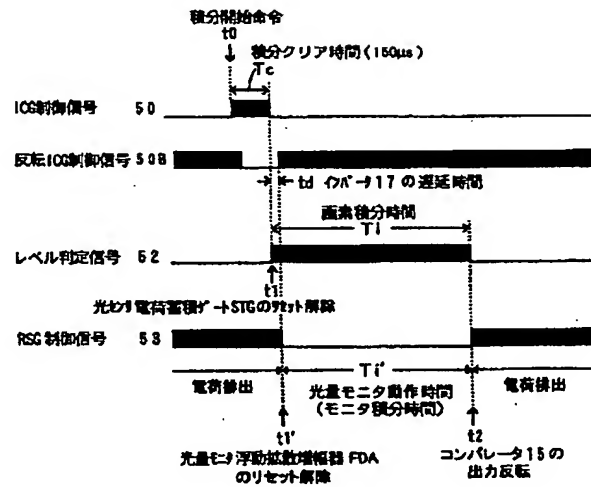 積分開始命令
t0
積分クリア時間(150μs)
Tc
ICG制御信号 50
反転ICG制御信号 50B
td インバータ17の遅延時間
画素積分時間
Ti
レベル判定信号 52
t1
光センサ電荷蓄積ゲートSTGのリセット解除
RSG制御信号 53
電荷排出 Ti' 電荷排出
光量モニタ動作時間
(モニタ積分時間)
t1' t2
光量モニタ浮動拡散増幅器FDA
のリセット解除
コンパレータ15の
出力反転